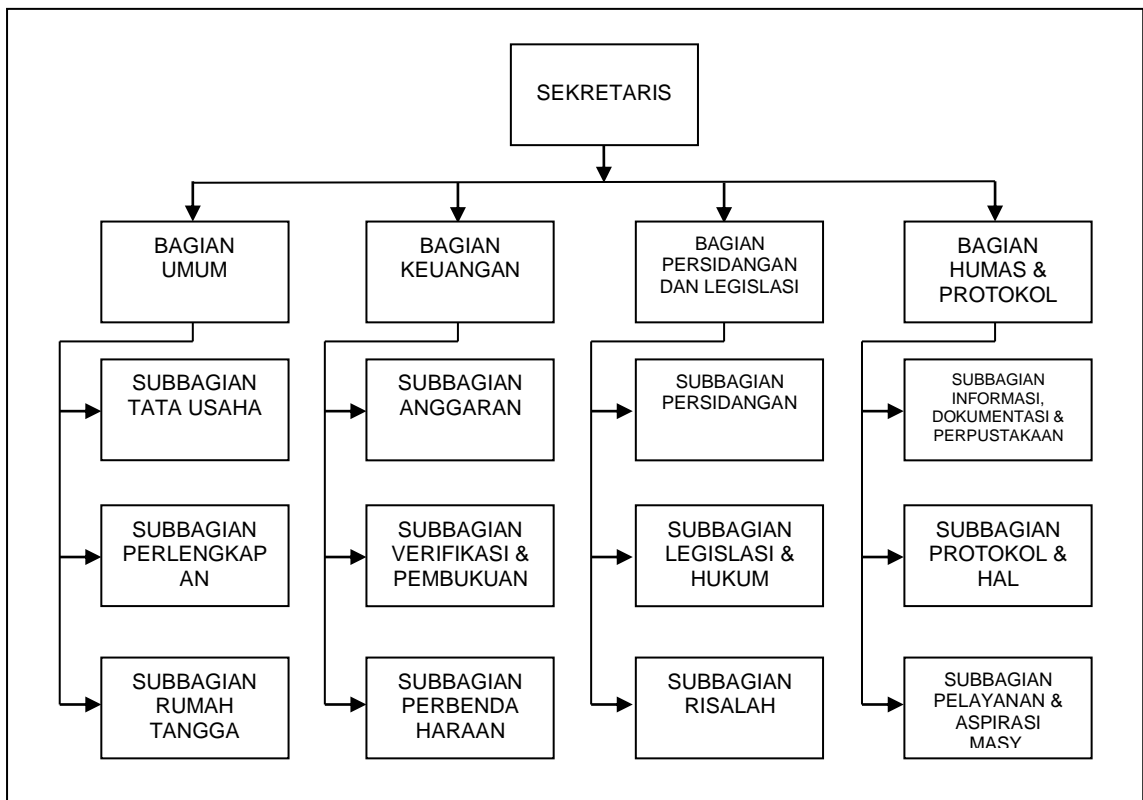 SEKRETARIS
BAGIAN
UMUM
BAGIAN
KEUANGAN
BAGIAN
PERSIDANGAN
DAN LEGISLASI
BAGIAN
HUMAS &
PROTOKOL
SUBBAGIAN
TATA USAHA
SUBBAGIAN
ANGGARAN
SUBBAGIAN
PERSIDANGAN
SUBBAGIAN
INFORMASI,
DOKUMENTASI &
PERPUSTAKAAN
SUBBAGIAN
PERLENGKAP
AN
SUBBAGIAN
VERIFIKASI &
PEMBUKUAN
SUBBAGIAN
LEGISLASI &
HUKUM
SUBBAGIAN
PROTOKOL &
HAL
SUBBAGIAN
RUMAH
TANGGA
SUBBAGIAN
PERBENDA
HARAAN
SUBBAGIAN
RISALAH
SUBBAGIAN
PELAYANAN &
ASPIRASI
MASY